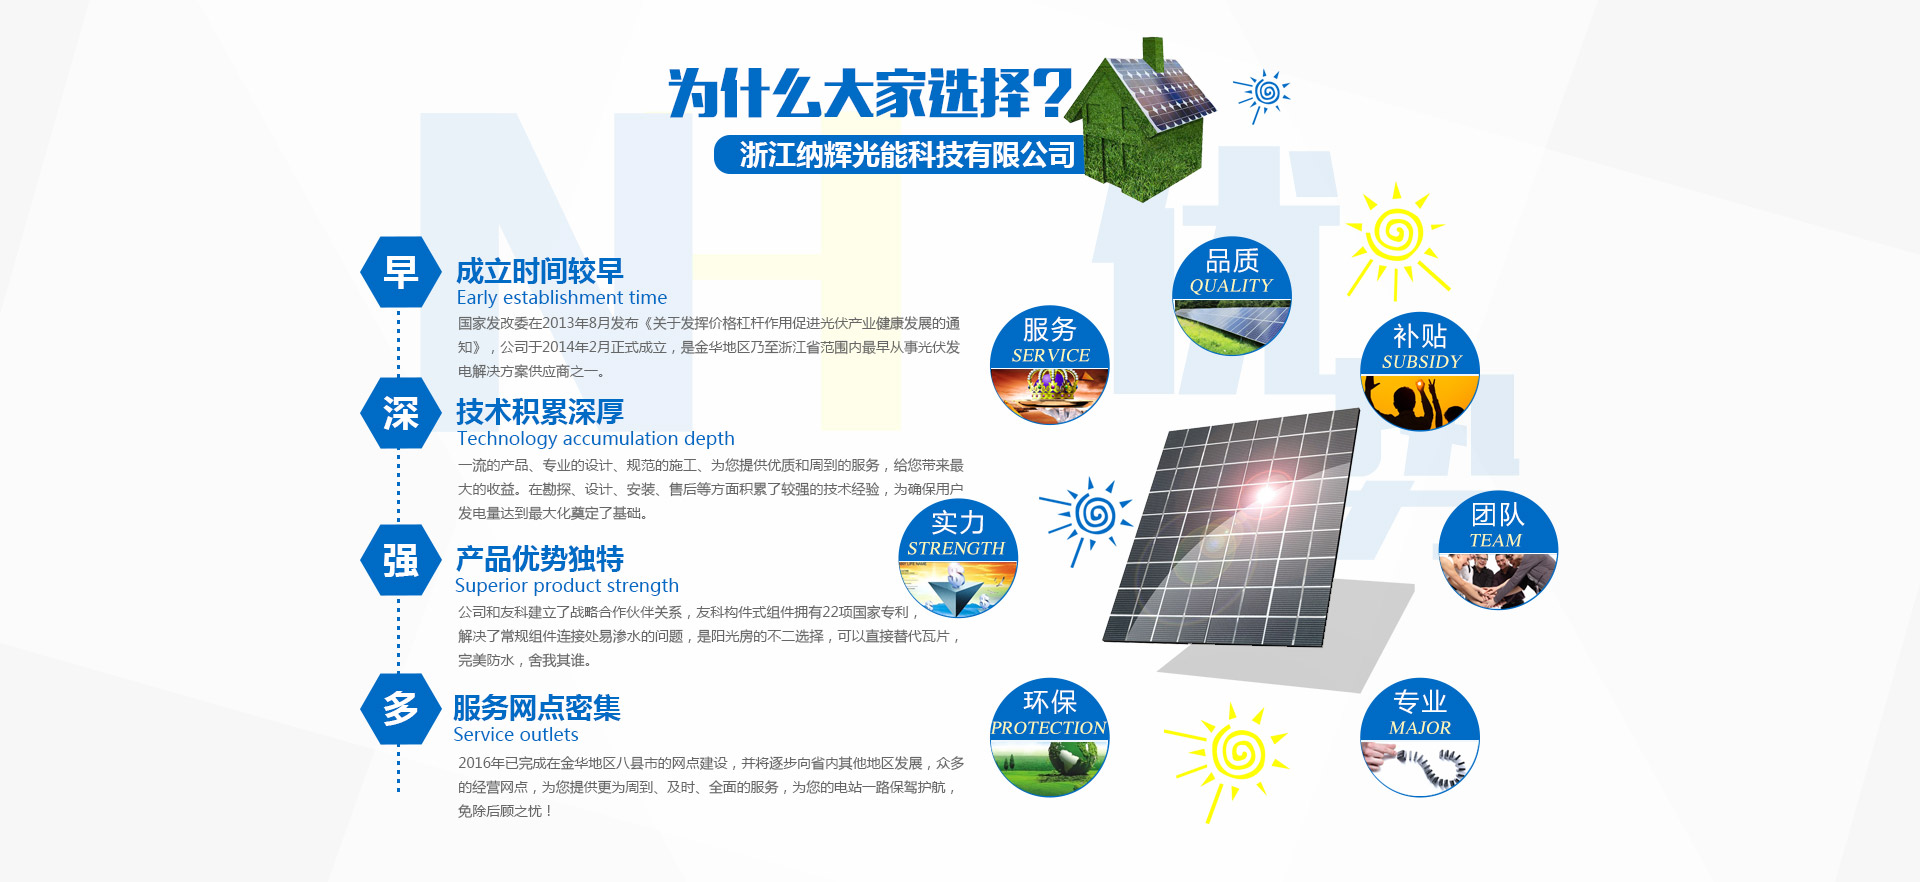 为什么大家选择?
浙江纳辉光能科技有限公司
NH
优势
早
成立时间较早
Early establishment time
国家发改委在2013年8月发布《关于发挥价格杠杆作用促进光伏产业健康发展的通
知》，公司于2014年2月正式成立，是金华地区乃至浙江省范围内最早从事光伏发
电解决方案供应商之一。
深
技术积累深厚
Technology accumulation depth
一流的产品、专业的设计、规范的施工、为您提供优质和周到的服务，给您带来最
大的收益。在勘探、设计、安装、售后等方面积累了较强的技术经验，为确保用户
发电量达到最大化奠定了基础。
强
产品优势独特
Superior product strength
公司和友科建立了战略合作伙伴关系，友科构件式组件拥有22项国家专利，
解决了常规组件连接处易渗水的问题，是阳光房的不二选择，可以直接替代瓦片，
完美防水，舍我其谁。
多
服务网点密集
Service outlets
2016年已完成在金华地区八县市的网点建设，并将逐步向省内其他地区发展，众多
的经营网点，为您提供更为周到、及时、全面的服务，为您的电站一路保驾护航，
免除后顾之忧！
品质
QUALITY
服务
SERVICE
补贴
SUBSIDY
实力
STRENGTH
团队
TEAM
环保
PROTECTION
专业
MAJOR